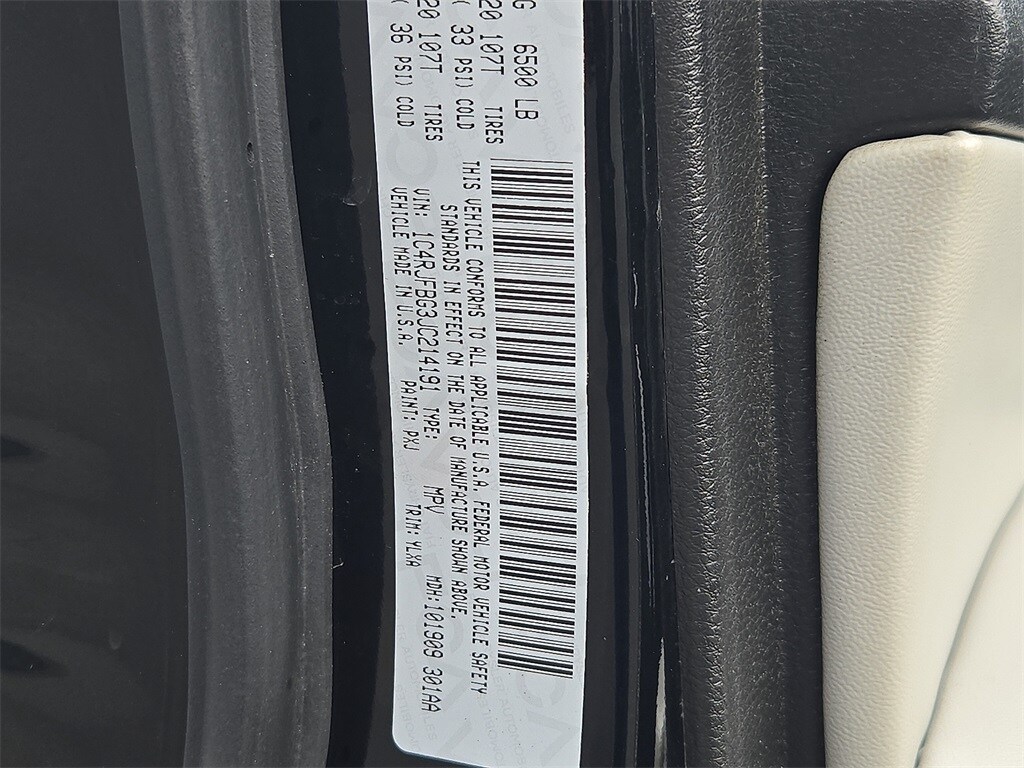 G 6500 LB
20 107T TIRES
( 33 PSI) COLD
20 107T TIRES
( 36 PSI) COLD
THIS VEHICLE CONFORMS TO ALL APPLICABLE U.S.A. FEDERAL MOTOR VEHICLE SAFETY
STANDARDS IN EFFECT ON THE DATE OF MANUFACTURE SHOWN ABOVE.
VIN: 1C4RJFBG3JC214191 TYPE: MPV MDH:101909 301AA
VEHICLE MADE IN U.S.A. PAINT: PXJ TRIM:YLXA